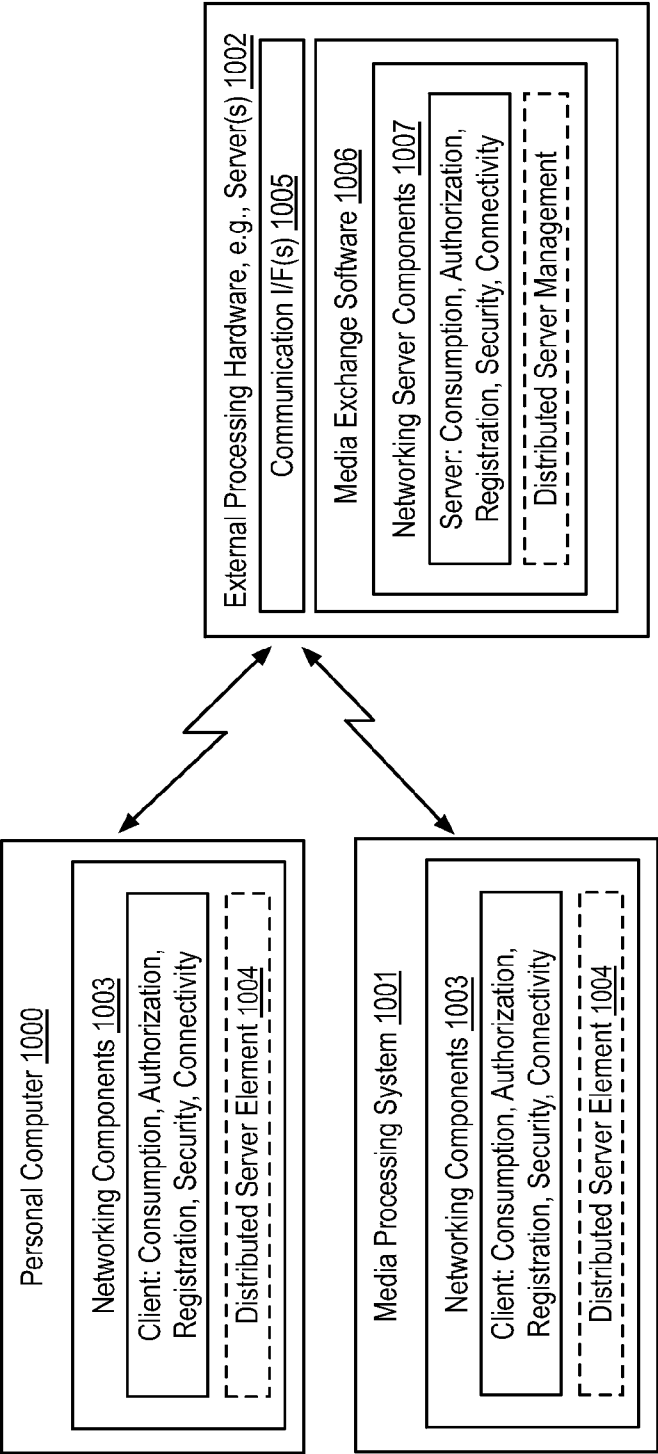 Personal Computer 1000
Networking Components 1003
Client: Consumption, Authorization,
Registration, Security, Connectivity
Distributed Server Element 1004
Media Processing System 1001
Networking Components 1003
Client: Consumption, Authorization,
Registration, Security, Connectivity
Distributed Server Element 1004
External Processing Hardware, e.g., Server(s) 1002
Communication I/F(s) 1005
Media Exchange Software 1006
Networking Server Components 1007
Server: Consumption, Authorization,
Registration, Security, Connectivity
Distributed Server Management